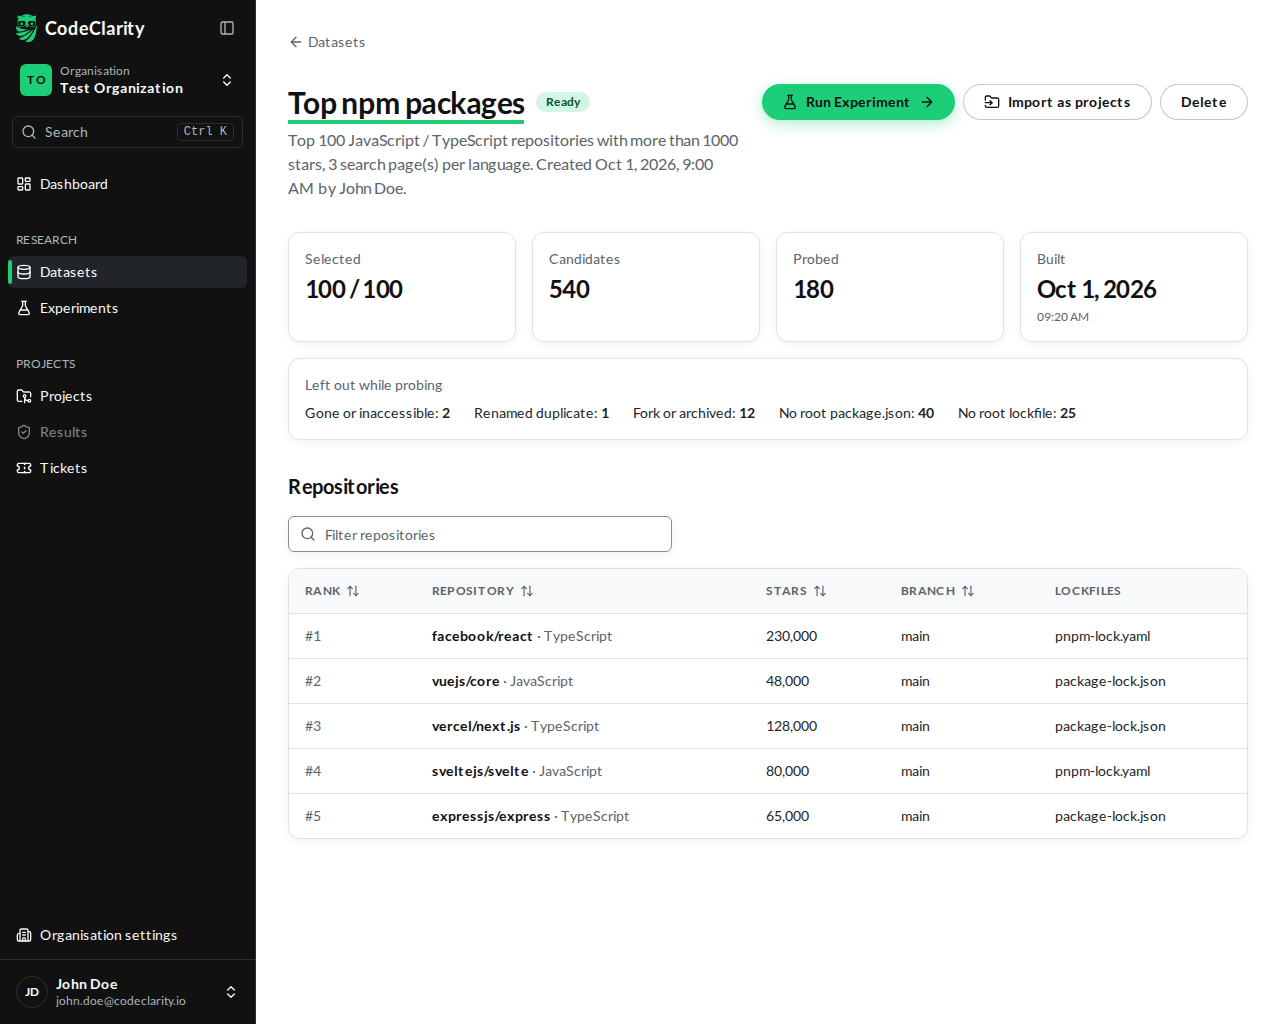 CodeClarity
TO
Organisation
Test Organization
Search
Ctrl K
Dashboard
RESEARCH
Datasets
Experiments
PROJECTS
Projects
Results
Tickets
Organisation settings
JD
John Doe
john.doe@codeclarity.io
Datasets
Top npm packages
Ready
Run Experiment
Import as projects
Delete
Top 100 JavaScript / TypeScript repositories with more than 1000
stars, 3 search page(s) per language. Created Oct 1, 2026, 9:00
AM by John Doe.
Selected
100 / 100
Candidates
540
Probed
180
Built
Oct 1, 2026
09:20 AM
Left out while probing
Gone or inaccessible: 2 Renamed duplicate: 1 Fork or archived: 12 No root package.json: 40 No root lockfile: 25
Repositories
Filter repositories
RANK REPOSITORY STARS BRANCH LOCKFILES
#1 facebook/react · TypeScript 230,000 main pnpm-lock.yaml
#2 vuejs/core · JavaScript 48,000 main package-lock.json
#3 vercel/next.js · TypeScript 128,000 main package-lock.json
#4 sveltejs/svelte · JavaScript 80,000 main pnpm-lock.yaml
#5 expressjs/express · TypeScript 65,000 main package-lock.json